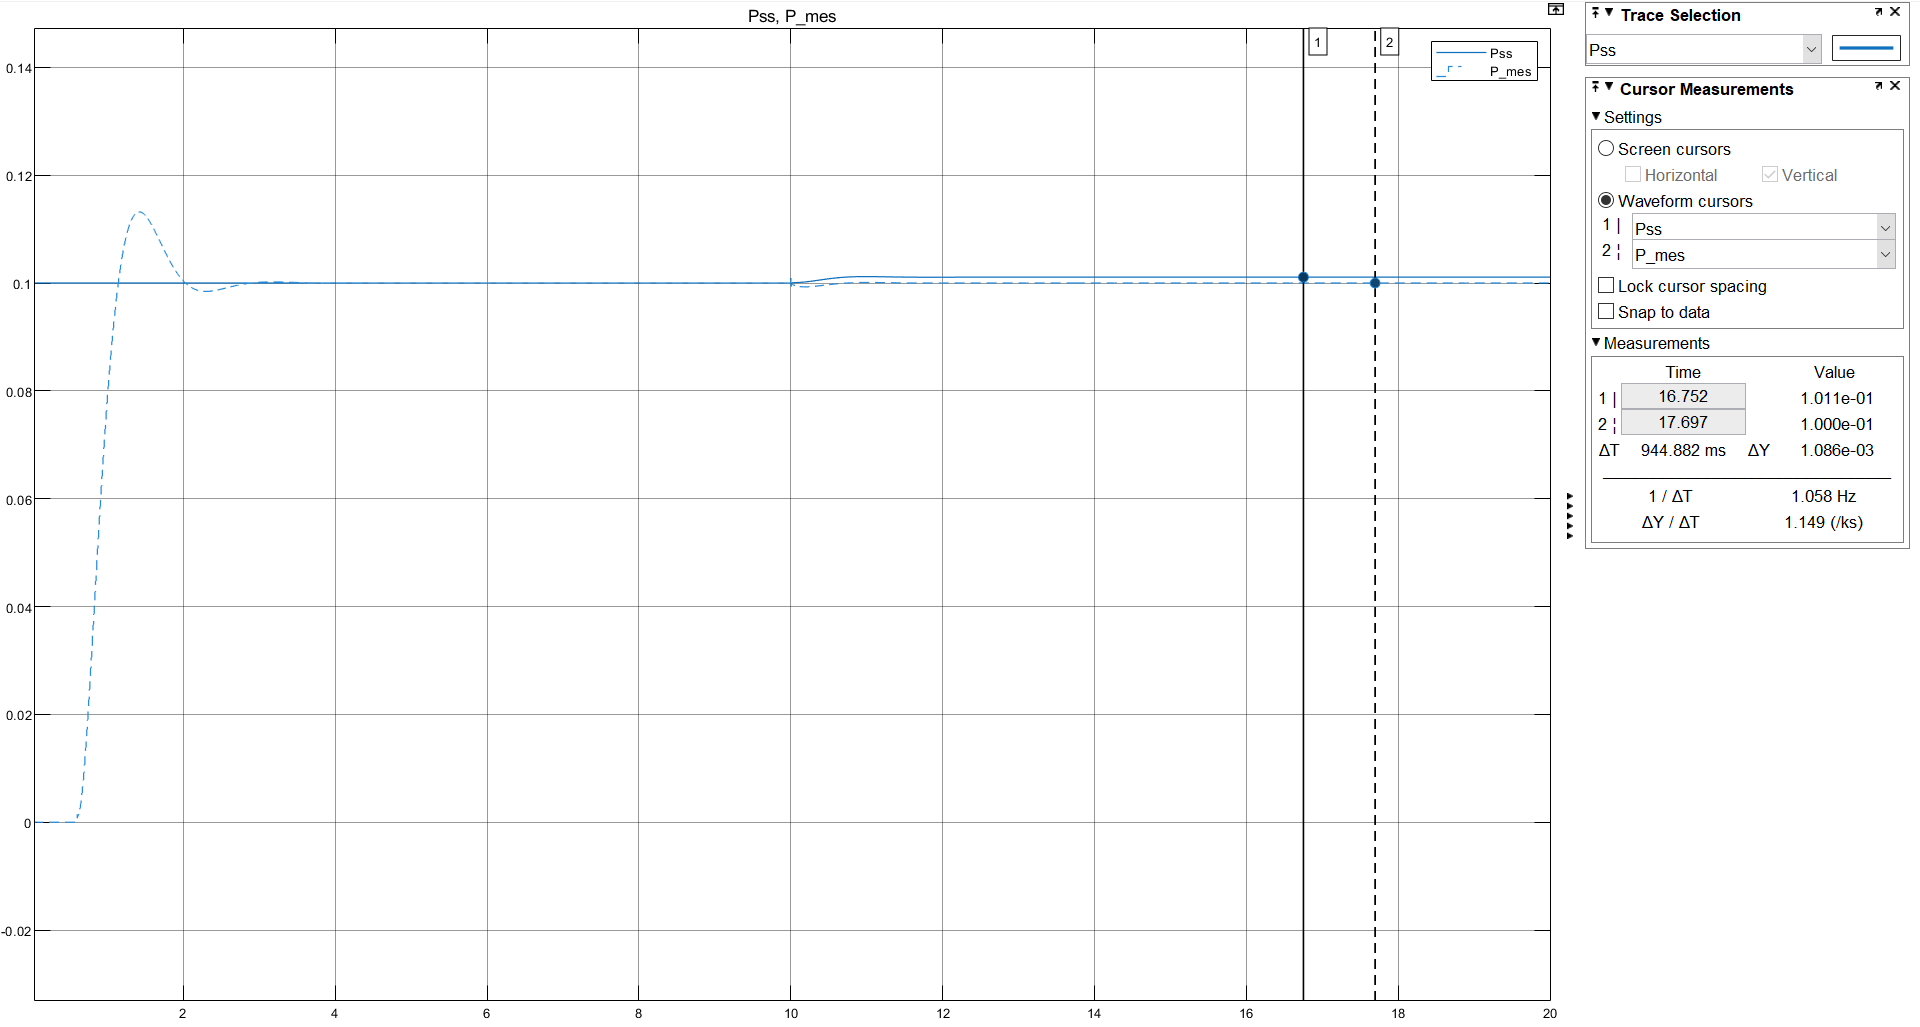 Pss, P_mes
0.14
0.12
0.1
0.08
0.06
0.04
0.02
0
-0.02
2
4
6
8
10
12
14
16
18
20
1
2
Pss
P_mes
Trace Selection
Pss
Cursor Measurements
Settings
Screen cursors
Horizontal Vertical
Waveform cursors
1 | Pss
2 ¦ P_mes
Lock cursor spacing
Snap to data
Measurements
Time Value
1 | 16.752 1.011e-01
2 ¦ 17.697 1.000e-01
ΔT 944.882 ms ΔY 1.086e-03
1 / ΔT 1.058 Hz
ΔY / ΔT 1.149 (/ks)